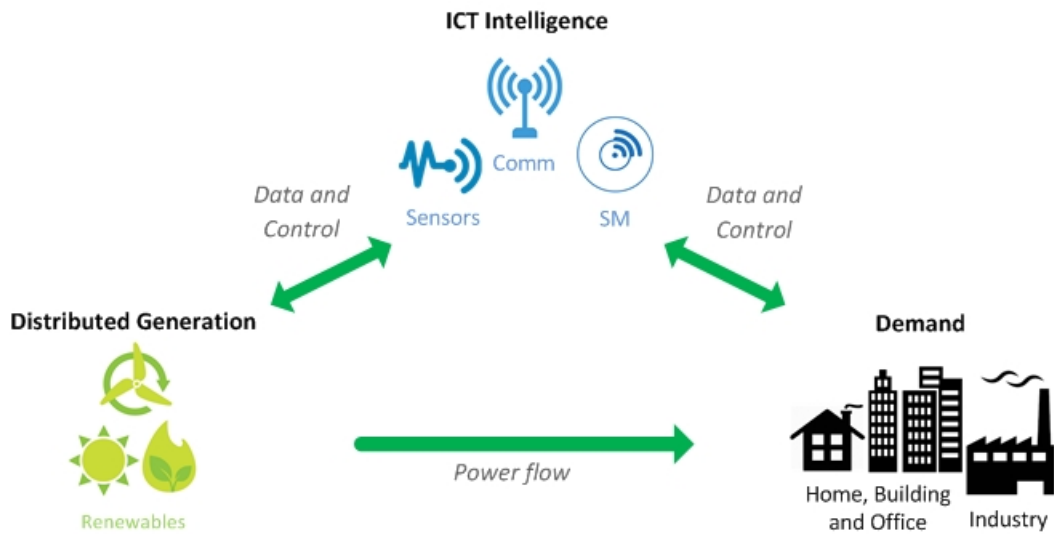 ICT Intelligence
Comm
Sensors
SM
Data and
Control
Data and
Control
Distributed Generation
Demand
Power flow
Renewables
Home, Building
and Office
Industry